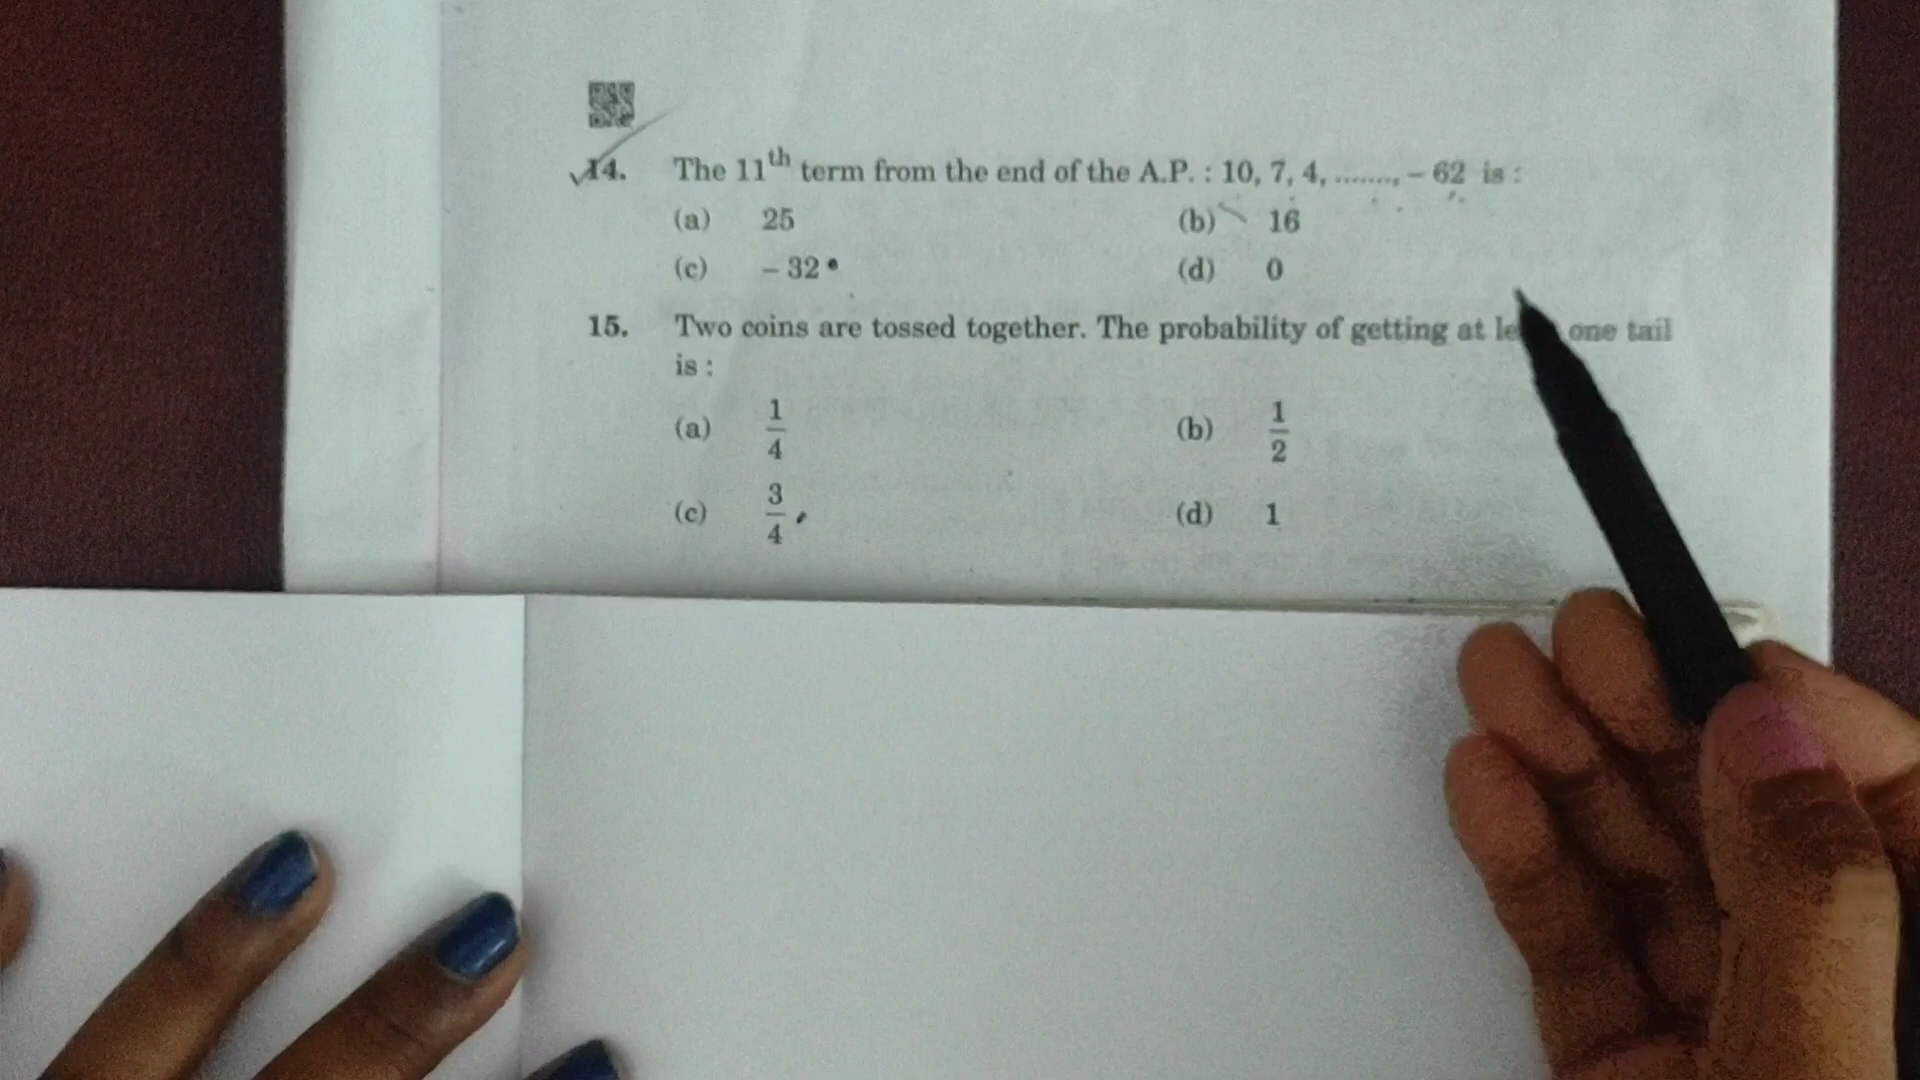 14. The 11th term from the end of the A.P. : 10, 7, 4, ........, – 62 is :
(a) 25 (b) 16
(c) – 32 (d) 0
15. Two coins are tossed together. The probability of getting at one tail
is :
(a) 1/4 (b) 1/2
(c) 3/4 (d) 1